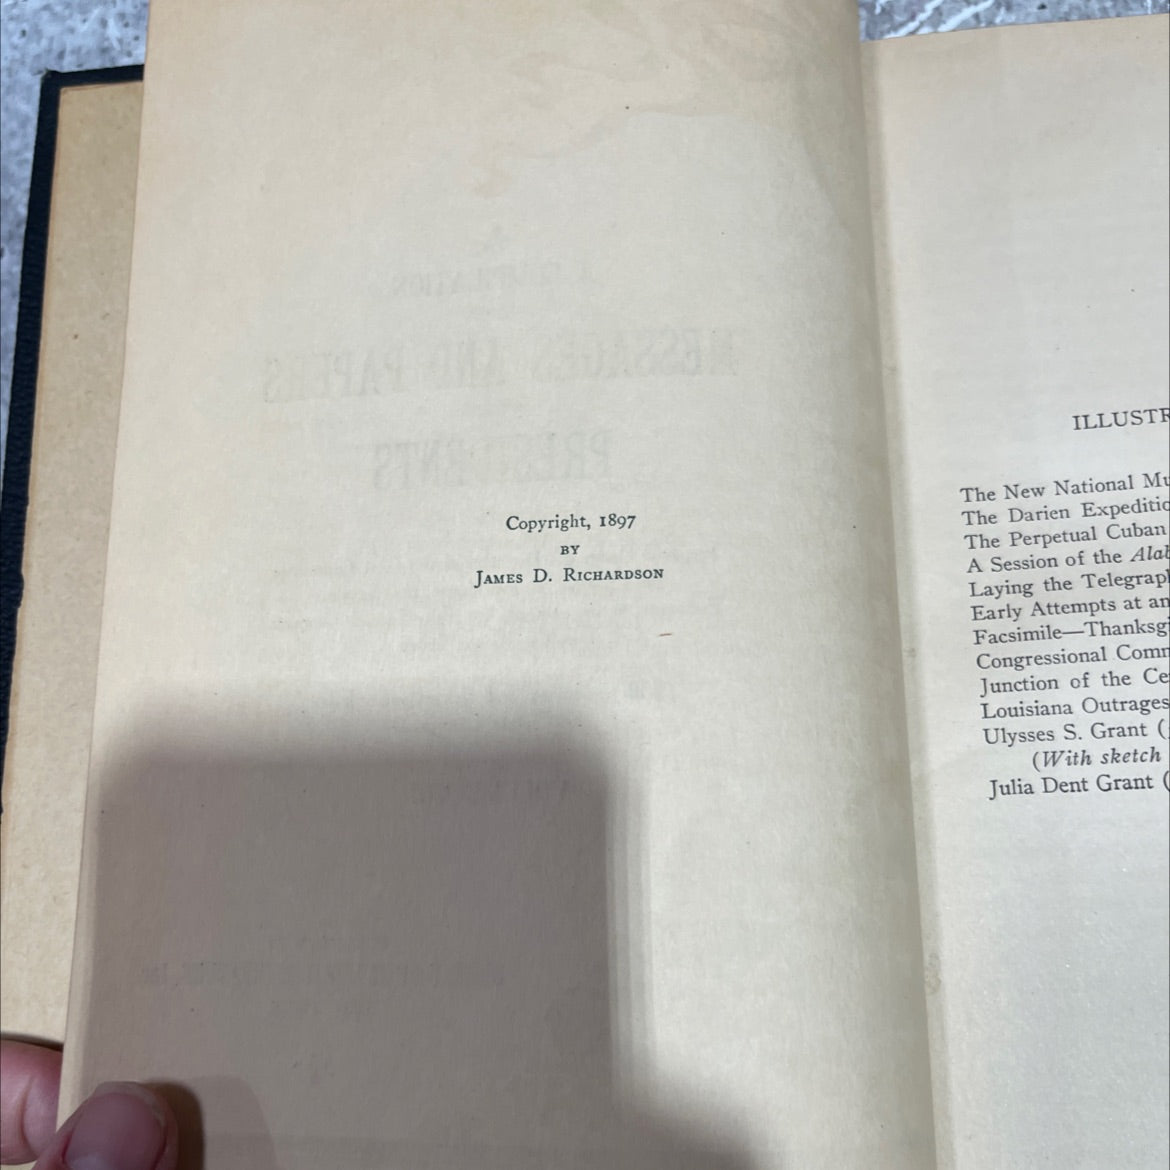 Copyright, 1897
BY
JAMES D. RICHARDSON
ILLUSTR
The New National Mu
The Darien Expeditio
The Perpetual Cuban
A Session of the Alab
Laying the Telegraph
Early Attempts at an
Facsimile—Thanksgi
Congressional Comm
Junction of the Ce
Louisiana Outrages
Ulysses S. Grant (
(With sketch
Julia Dent Grant (